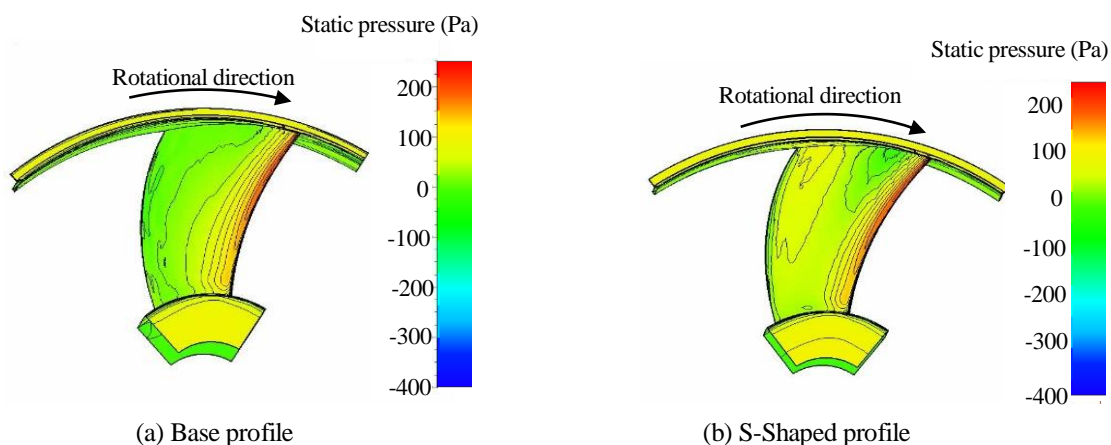 Static pressure (Pa)
Rotational direction
200
100
0
-100
-200
-300
-400
(a) Base profile
Static pressure (Pa)
Rotational direction
200
100
0
-100
-200
-300
-400
(b) S-Shaped profile